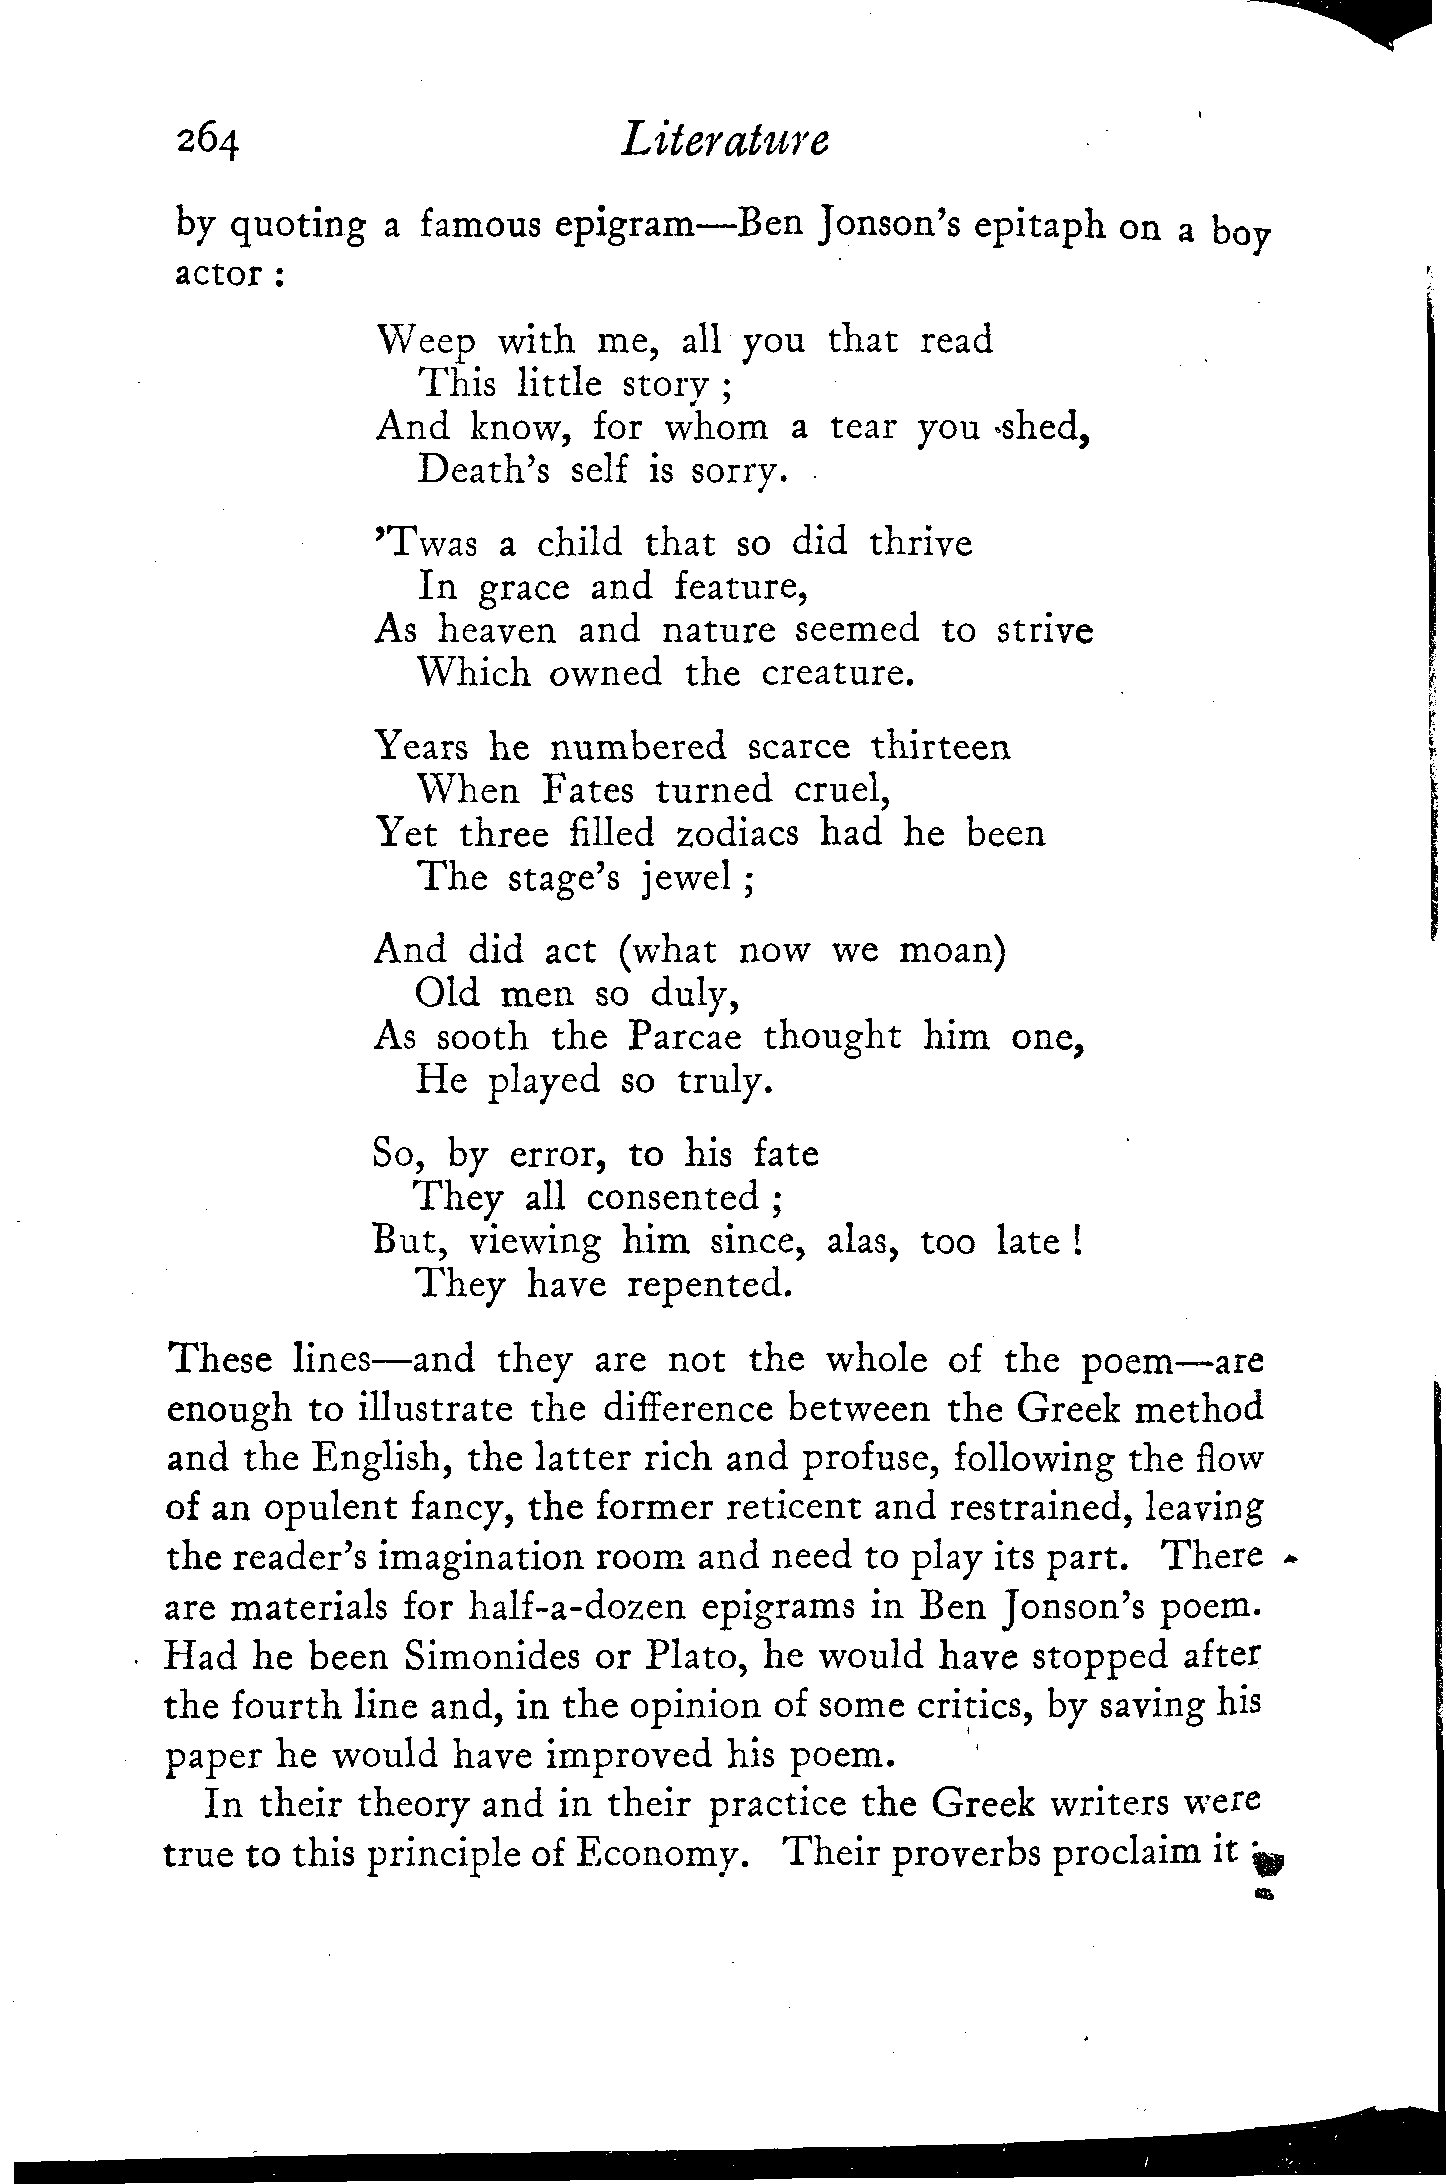 264 Literature
by quoting a famous epigram—Ben Jonson's epitaph on a boy
actor :
Weep with me, all you that read
This little story ;
And know, for whom a tear you shed,
Death's self is sorry.
'Twas a child that so did thrive
In grace and feature,
As heaven and nature seemed to strive
Which owned the creature.
Years he numbered scarce thirteen
When Fates turned cruel,
Yet three filled zodiacs had he been
The stage's jewel ;
And did act (what now we moan)
Old men so duly,
As sooth the Parcae thought him one,
He played so truly.
So, by error, to his fate
They all consented ;
But, viewing him since, alas, too late !
They have repented.
These lines—and they are not the whole of the poem—are
enough to illustrate the difference between the Greek method
and the English, the latter rich and profuse, following the flow
of an opulent fancy, the former reticent and restrained, leaving
the reader's imagination room and need to play its part. There
are materials for half-a-dozen epigrams in Ben Jonson's poem.
Had he been Simonides or Plato, he would have stopped after
the fourth line and, in the opinion of some critics, by saving his
paper he would have improved his poem.
In their theory and in their practice the Greek writers were
true to this principle of Economy. Their proverbs proclaim it